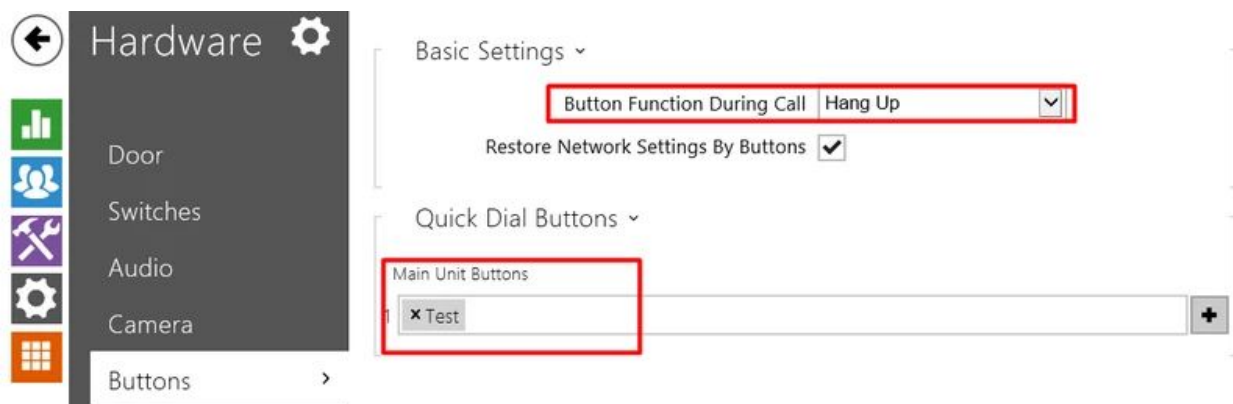 Hardware
Door
Switches
Audio
Camera
Buttons
Basic Settings
Button Function During Call Hang Up
Restore Network Settings By Buttons
Quick Dial Buttons
Main Unit Buttons
1 × Test